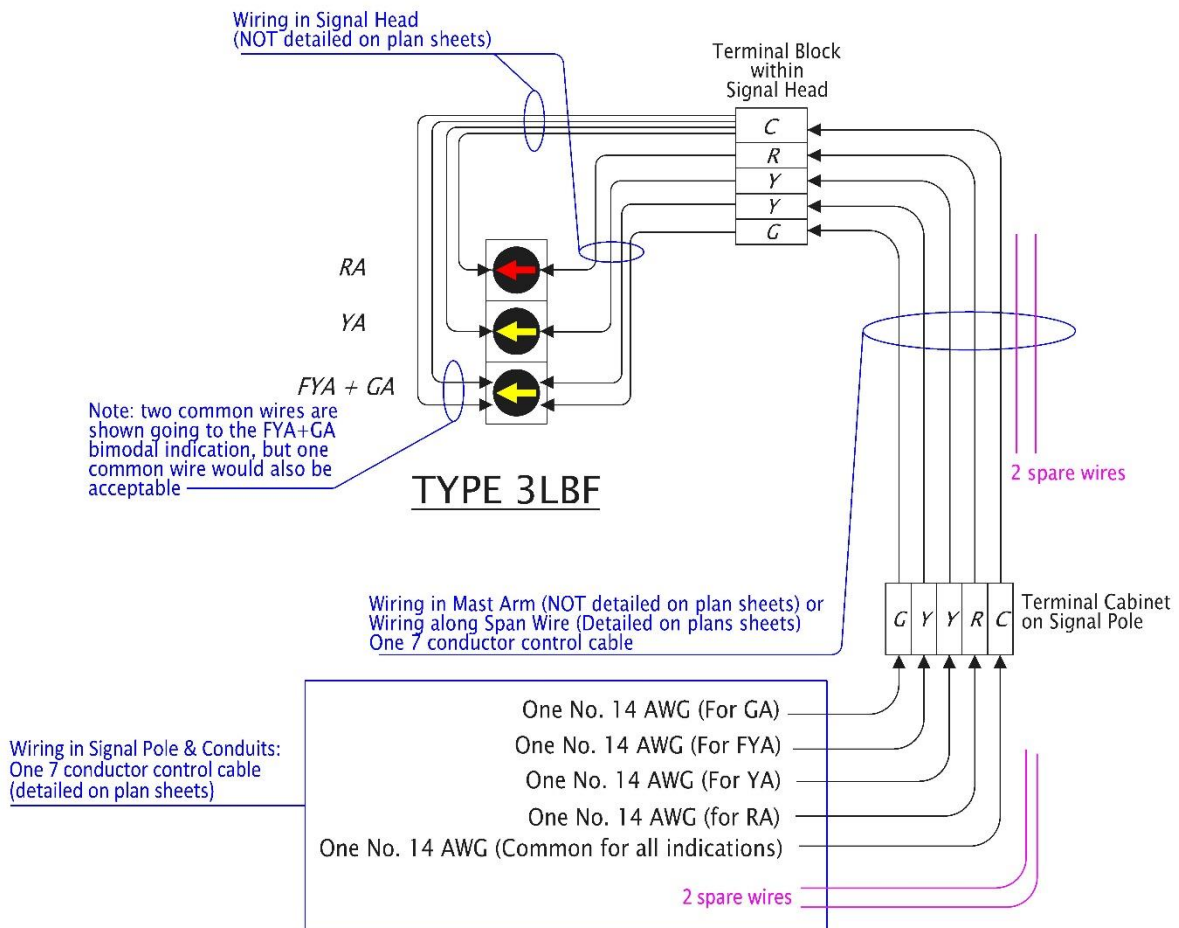 Wiring in Signal Head
(NOT detailed on plan sheets)
Terminal Block
within
Signal Head
C
R
Y
Y
G
RA
YA
FYA + GA
Note: two common wires are
shown going to the FYA+GA
bimodal indication, but one
common wire would also be
acceptable
TYPE 3LBF
2 spare wires
Wiring in Mast Arm (NOT detailed on plan sheets) or
Wiring along Span Wire (Detailed on plans sheets)
One 7 conductor control cable
G Y Y R C
Terminal Cabinet
on Signal Pole
Wiring in Signal Pole & Conduits:
One 7 conductor control cable
(detailed on plan sheets)
One No. 14 AWG (For GA)
One No. 14 AWG (For FYA)
One No. 14 AWG (For YA)
One No. 14 AWG (for RA)
One No. 14 AWG (Common for all indications)
2 spare wires